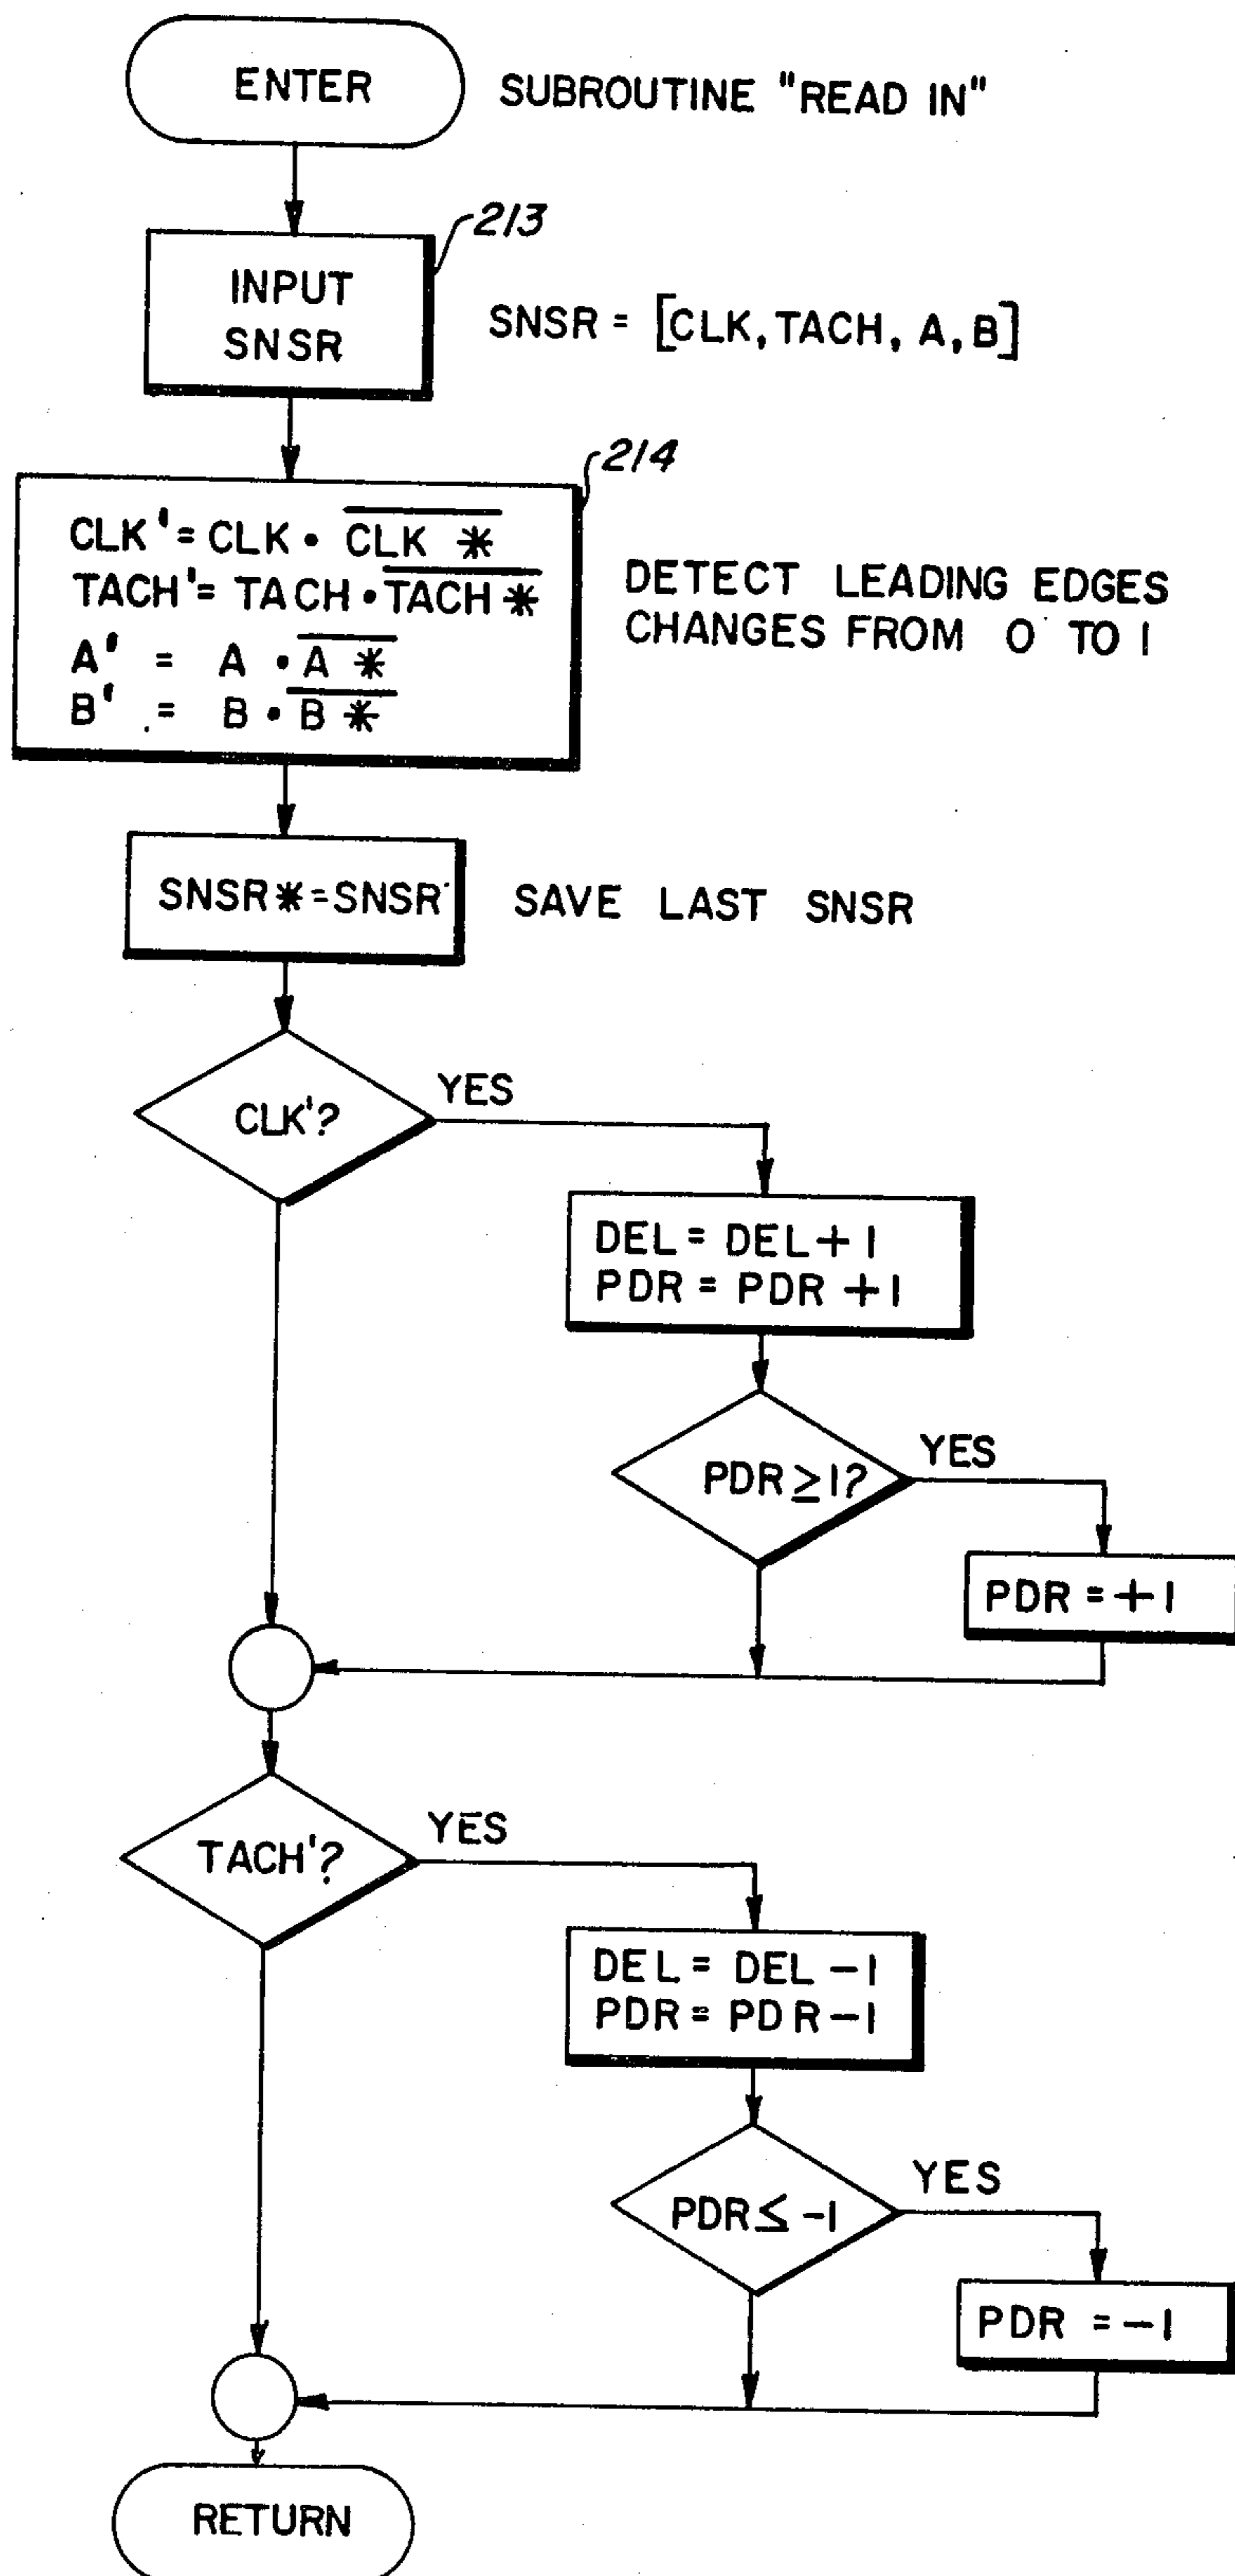 ENTER
SUBROUTINE "READ IN"
213
INPUT
SNSR
SNSR = [CLK, TACH, A, B]
214
CLK' = CLK • C̅L̅K̅ ̅*̅
TACH' = TACH • T̅A̅C̅H̅ ̅*̅
A' = A • A̅ ̅*̅
B' = B • B̅ ̅*̅
DETECT LEADING EDGES
CHANGES FROM 0 TO 1
SNSR* = SNSR
SAVE LAST SNSR
CLK'?
YES
DEL = DEL + 1
PDR = PDR + 1
PDR ≥ 1?
YES
PDR = +1
TACH'?
YES
DEL = DEL − 1
PDR = PDR − 1
PDR ≤ -1
YES
PDR = −1
RETURN